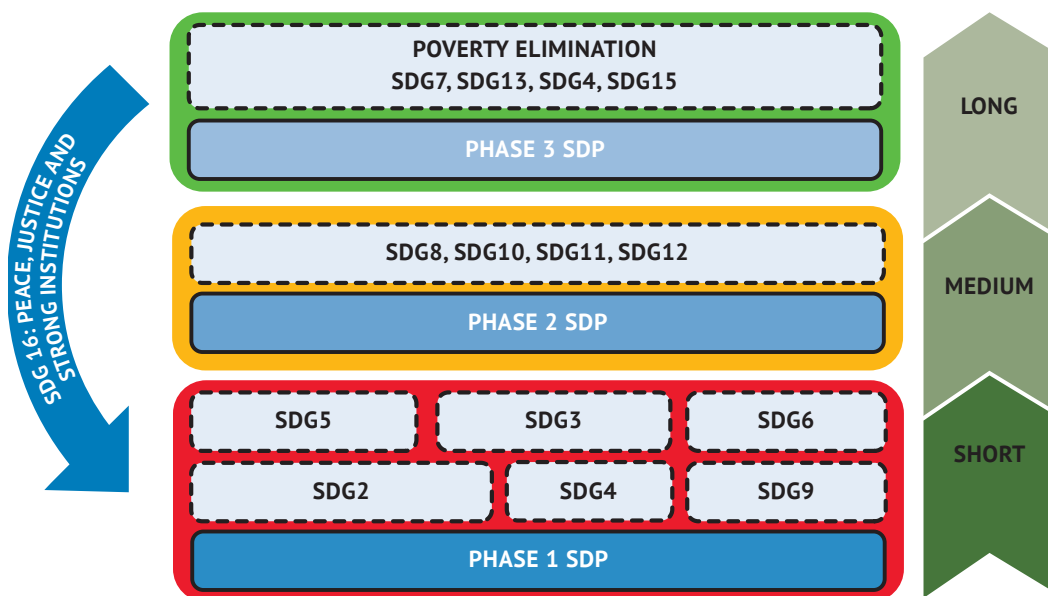 SDG 16: PEACE, JUSTICE AND
STRONG INSTITUTIONS
POVERTY ELIMINATION
SDG7, SDG13, SDG4, SDG15
PHASE 3 SDP
LONG
SDG8, SDG10, SDG11, SDG12
PHASE 2 SDP
MEDIUM
SDG5
SDG3
SDG6
SDG2
SDG4
SDG9
PHASE 1 SDP
SHORT